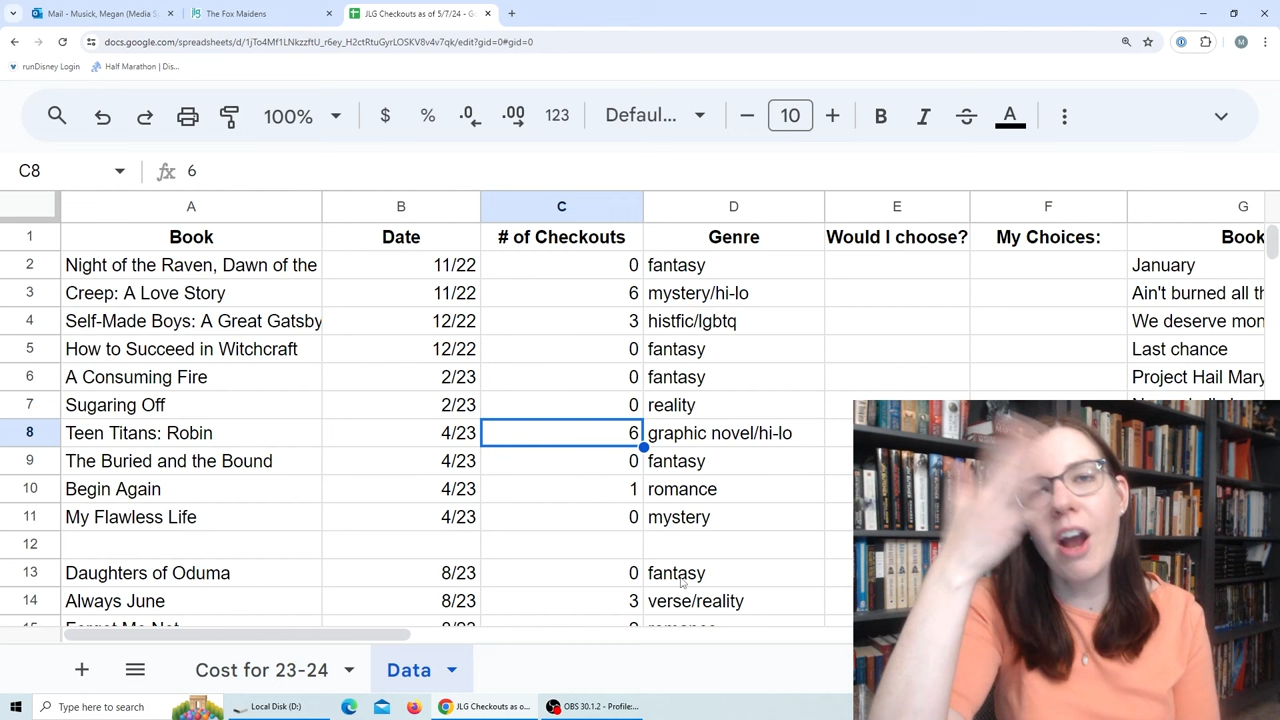 Mail - Musick, Megan (Media Sp
The Fox Maidens
JLG Checkouts as of 5/7/24 - G
docs.google.com/spreadsheets/d/1jTo4Mf1LNkzzftU_r6ey_H2ctRtuGyrLOSKV8v4v7qk/edit?gid=0#gid=0
runDisney Login
Half Marathon | Dis...
100%
$ % .0 .00 123
Defaul...
10
B I S A
C8
fx 6
A B C D E F G
1 Book Date # of Checkouts Genre Would I choose? My Choices: Book
2 Night of the Raven, Dawn of the 11/22 0 fantasy January
3 Creep: A Love Story 11/22 6 mystery/hi-lo Ain't burned all th
4 Self-Made Boys: A Great Gatsby 12/22 3 histfic/lgbtq We deserve mon
5 How to Succeed in Witchcraft 12/22 0 fantasy Last chance
6 A Consuming Fire 2/23 0 fantasy Project Hail Mary
7 Sugaring Off 2/23 0 reality
8 Teen Titans: Robin 4/23 6 graphic novel/hi-lo
9 The Buried and the Bound 4/23 0 fantasy
10 Begin Again 4/23 1 romance
11 My Flawless Life 4/23 0 mystery
12
13 Daughters of Oduma 8/23 0 fantasy
14 Always June 8/23 3 verse/reality
Cost for 23-24
Data
Type here to search
Local Disk (D:)
JLG Checkouts as o...
OBS 30.1.2 - Profile:...